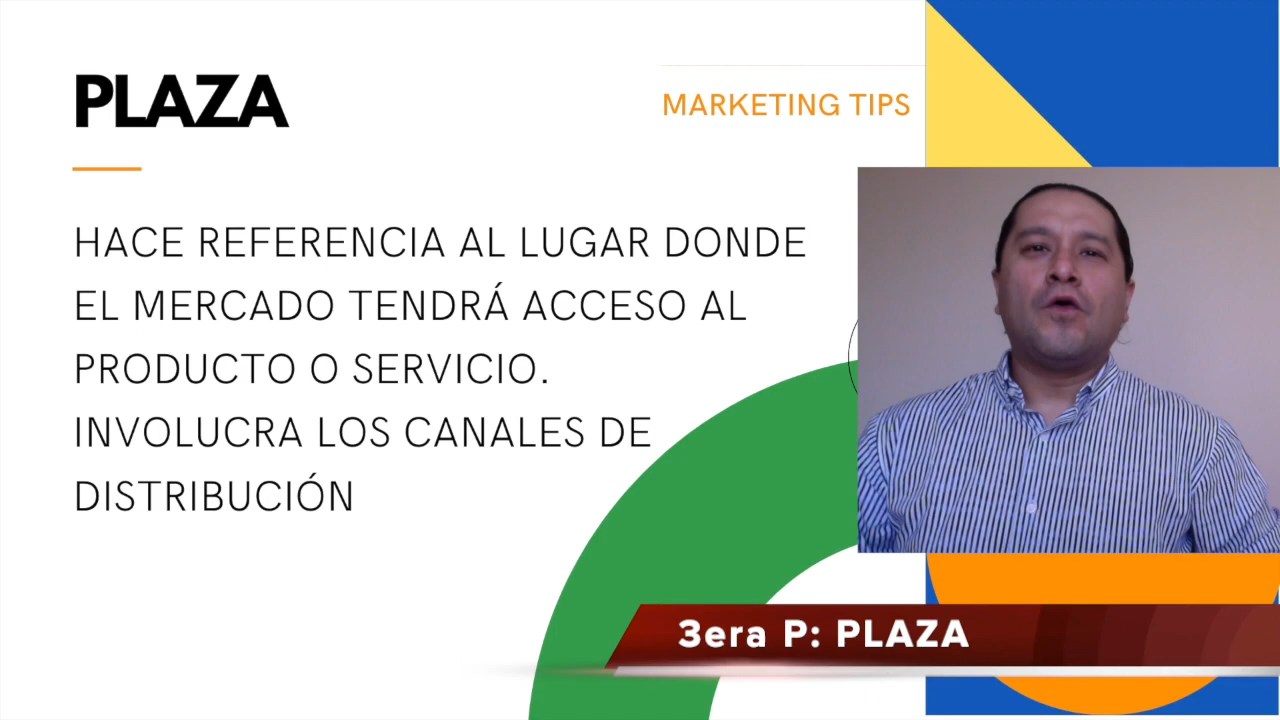 PLAZA
MARKETING TIPS
HACE REFERENCIA AL LUGAR DONDE
EL MERCADO TENDRÁ ACCESO AL
PRODUCTO O SERVICIO.
INVOLUCRA LOS CANALES DE
DISTRIBUCIÓN
3era P: PLAZA